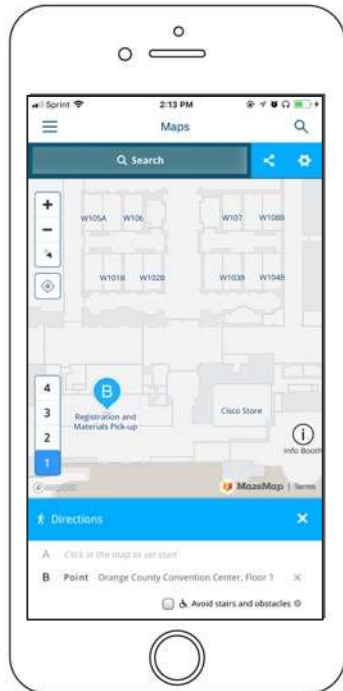 Sprint 2:13 PM
Maps
Search
+
−
W105A W106 W107 W108B
W101B W102B W103B W104B
4
3
2
1
B
Registration and
Materials Pick-up
Cisco Store
i
Info Booth
mapbox
MazeMap | Terms
Directions ×
A Click in the map to set start
B Point Orange County Convention Center, Floor 1 ×
Avoid stairs and obstacles